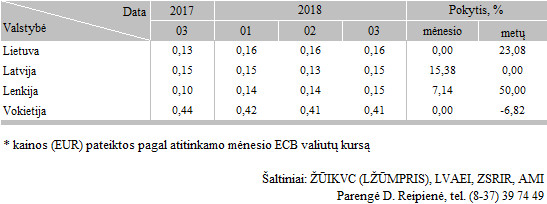 Data 2017 2018 Pokytis, %
Valstybė 03 01 02 03 mėnesio metų
Lietuva 0,13 0,16 0,16 0,16 0,00 23,08
Latvija 0,15 0,15 0,13 0,15 15,38 0,00
Lenkija 0,10 0,14 0,14 0,15 7,14 50,00
Vokietija 0,44 0,42 0,41 0,41 0,00 -6,82
* kainos (EUR) pateiktos pagal atitinkamo mėnesio ECB valiutų kursą
Šaltiniai: ŽŪIKVC (LŽŪMPRIS), LVAEI, ZSRIR, AMI
Parengė D. Reipienė, tel. (8-37) 39 74 49